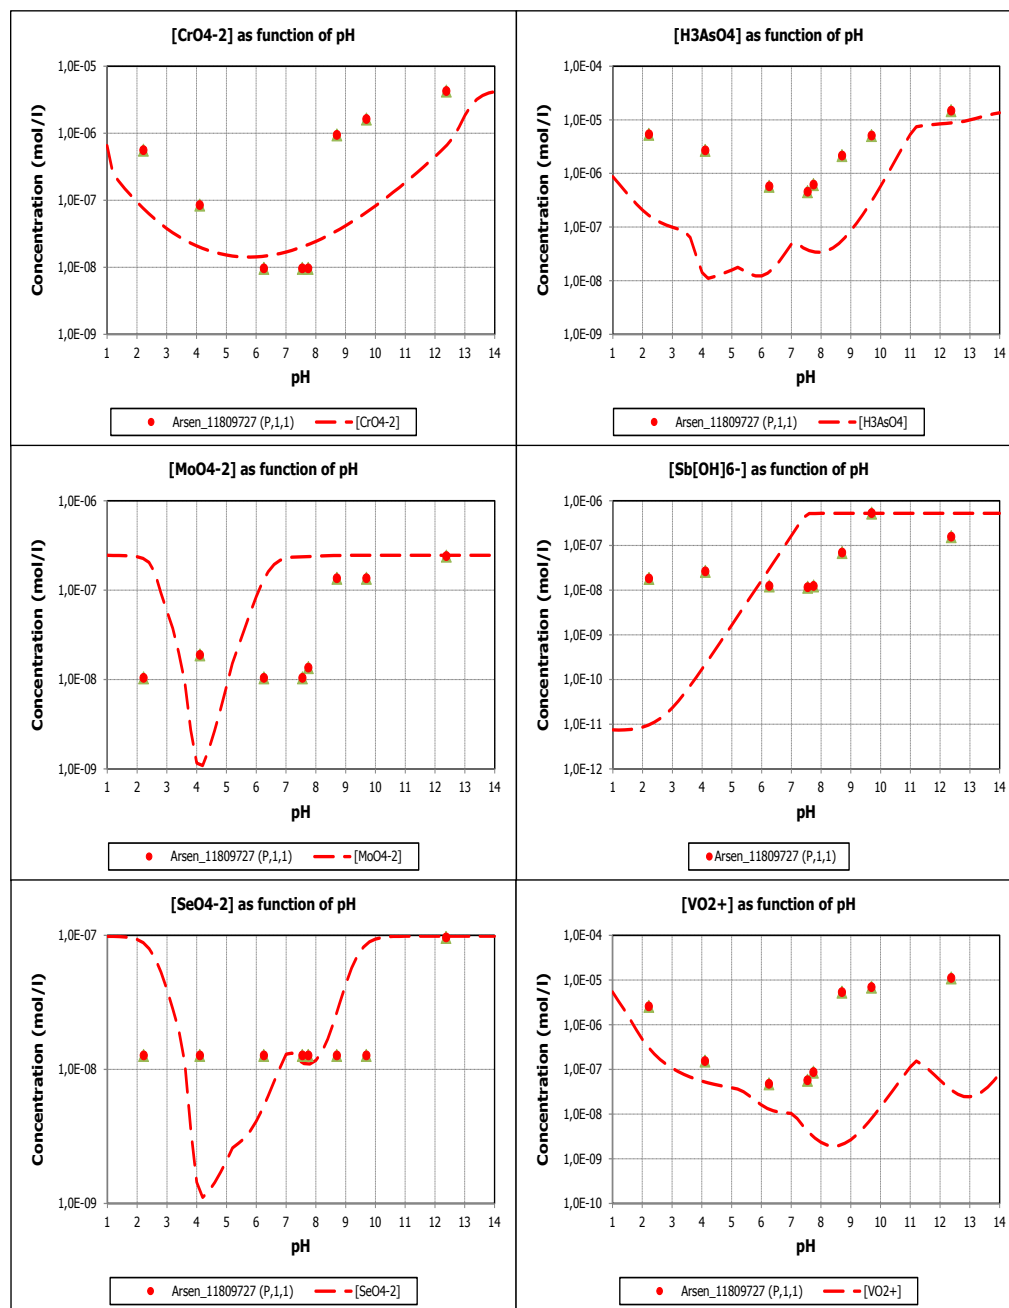 [CrO4-2] as function of pH
1,0E-05
1,0E-06
1,0E-07
1,0E-08
1,0E-09
Concentration (mol/l)
1 2 3 4 5 6 7 8 9 10 11 12 13 14
pH
Arsen_11809727 (P,1,1) [CrO4-2]
[H3AsO4] as function of pH
1,0E-04
1,0E-05
1,0E-06
1,0E-07
1,0E-08
1,0E-09
Concentration (mol/l)
1 2 3 4 5 6 7 8 9 10 11 12 13 14
pH
Arsen_11809727 (P,1,1) [H3AsO4]
[MoO4-2] as function of pH
1,0E-06
1,0E-07
1,0E-08
1,0E-09
Concentration (mol/l)
1 2 3 4 5 6 7 8 9 10 11 12 13 14
pH
Arsen_11809727 (P,1,1) [MoO4-2]
[Sb[OH]6-] as function of pH
1,0E-06
1,0E-07
1,0E-08
1,0E-09
1,0E-10
1,0E-11
1,0E-12
Concentration (mol/l)
1 2 3 4 5 6 7 8 9 10 11 12 13 14
pH
Arsen_11809727 (P,1,1)
[SeO4-2] as function of pH
1,0E-07
1,0E-08
1,0E-09
Concentration (mol/l)
1 2 3 4 5 6 7 8 9 10 11 12 13 14
pH
Arsen_11809727 (P,1,1) [SeO4-2]
[VO2+] as function of pH
1,0E-04
1,0E-05
1,0E-06
1,0E-07
1,0E-08
1,0E-09
1,0E-10
Concentration (mol/l)
1 2 3 4 5 6 7 8 9 10 11 12 13 14
pH
Arsen_11809727 (P,1,1) [VO2+]